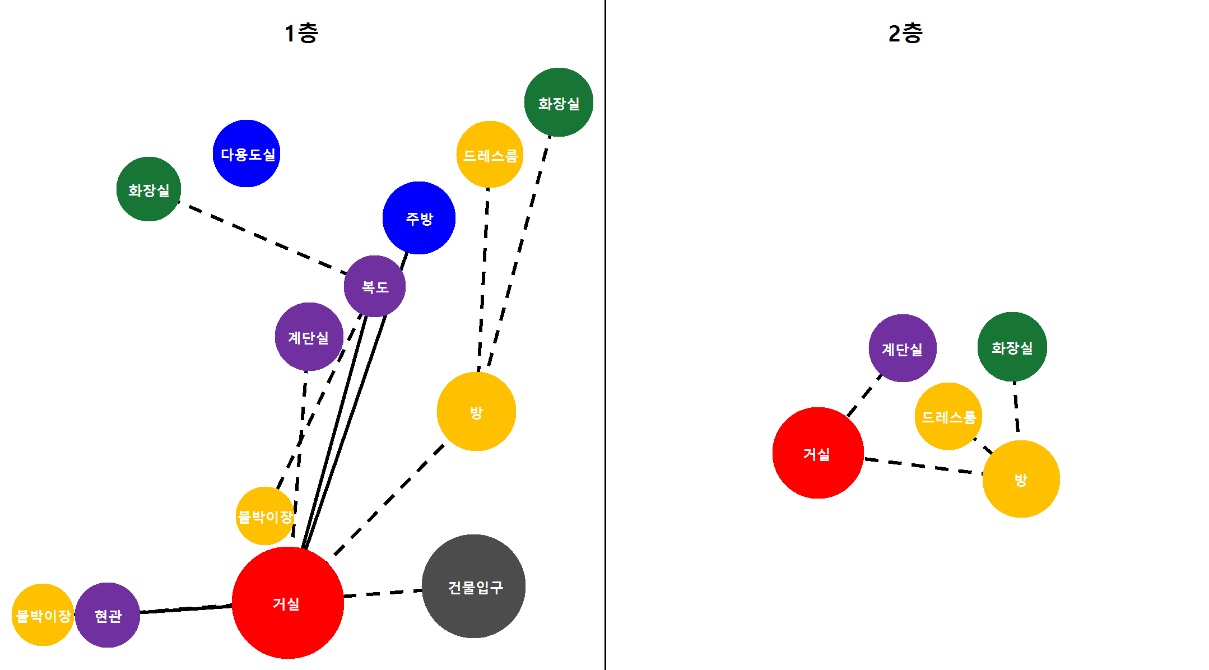 1층
2층
화장실
다용도실
드레스룸
화장실
주방
복도
계단실
방
붙박이장
건물입구
거실
붙박이장
현관
계단실
화장실
드레스룸
거실
방